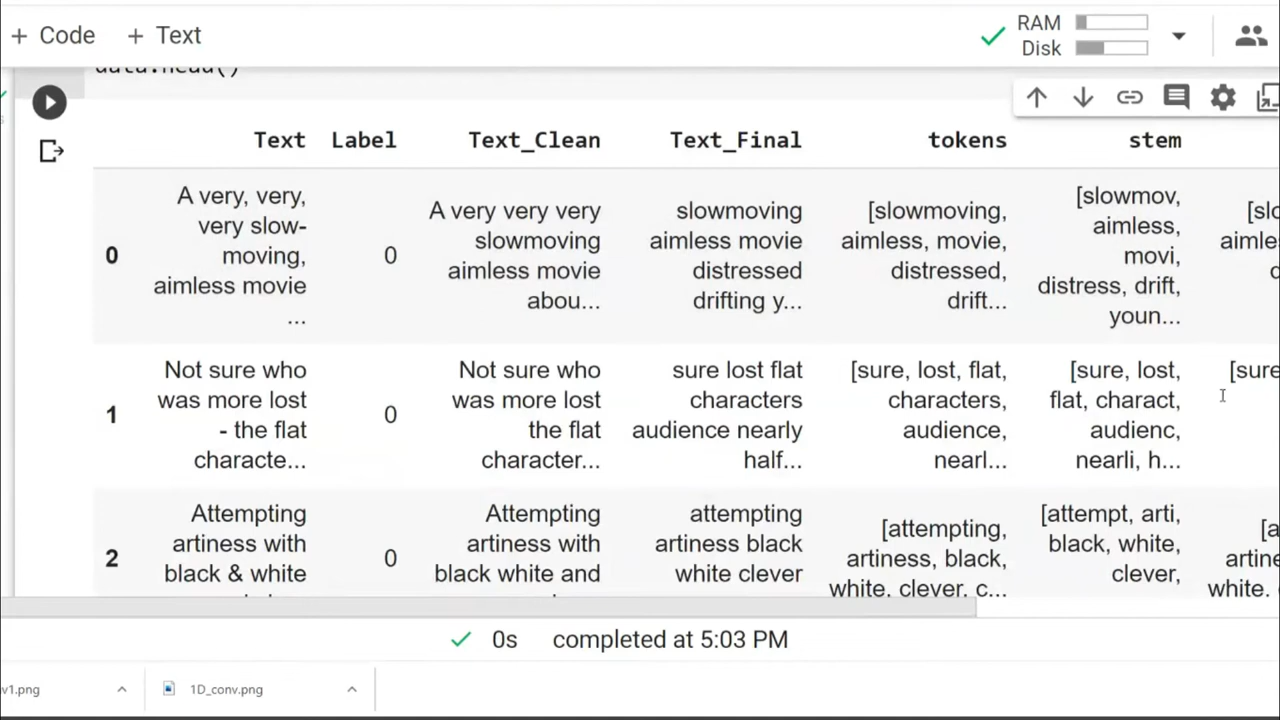 + Code + Text
RAM
Disk
data.head()
Text Label Text_Clean Text_Final tokens stem
0
A very, very,
very slow-
moving,
aimless movie
...
0
A very very very
slowmoving
aimless movie
abou...
slowmoving
aimless movie
distressed
drifting y...
[slowmoving,
aimless, movie,
distressed,
drift...
[slowmov,
aimless,
movi,
distress, drift,
youn...
1
Not sure who
was more lost
- the flat
characte...
0
Not sure who
was more lost
the flat
character...
sure lost flat
characters
audience nearly
half...
[sure, lost, flat,
characters,
audience,
nearl...
[sure, lost,
flat, charact,
audienc,
nearli, h...
[sure
2
Attempting
artiness with
black & white
0
Attempting
artiness with
black white and
attempting
artiness black
white clever
[attempting,
artiness, black,
white, clever, c...
[attempt, arti,
black, white,
clever,
0s completed at 5:03 PM
v1.png
1D_conv.png